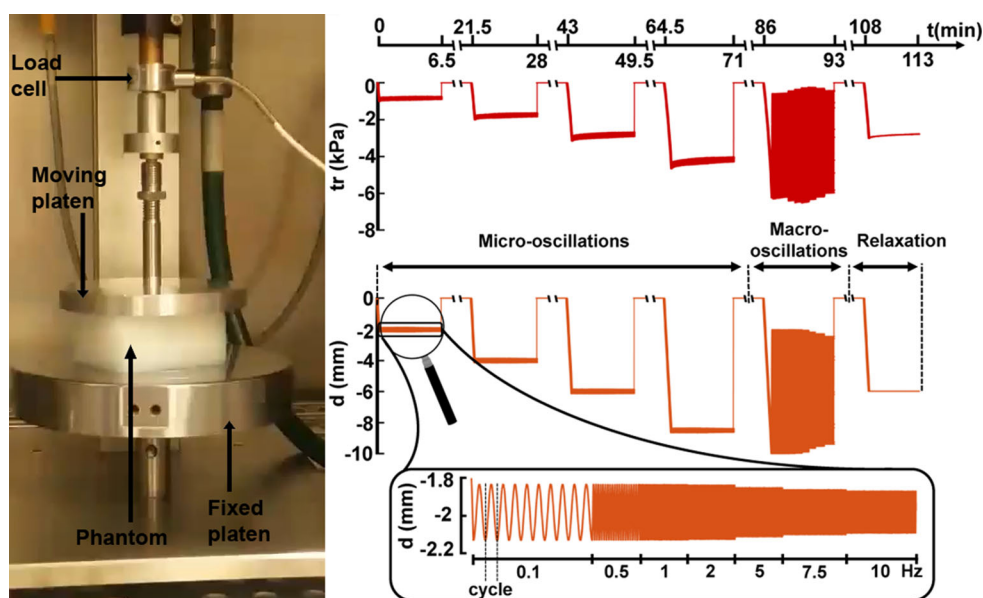 Load
cell
Moving
platen
Phantom
Fixed
platen
0 21.5 43 64.5 86 108 t(min)
6.5 28 49.5 71 93 113
tr (kPa)
0
-2
-4
-6
-8
Micro-oscillations
Macro-
oscillations
Relaxation
d (mm)
0
-2
-4
-6
-8
-10
d (mm)
-1.8
-2
-2.2
0.1 0.5 1 2 5 7.5 10 Hz
cycle